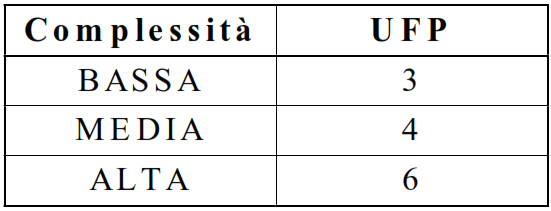 Complessità UFP
BASSA 3
MEDIA 4
ALTA 6